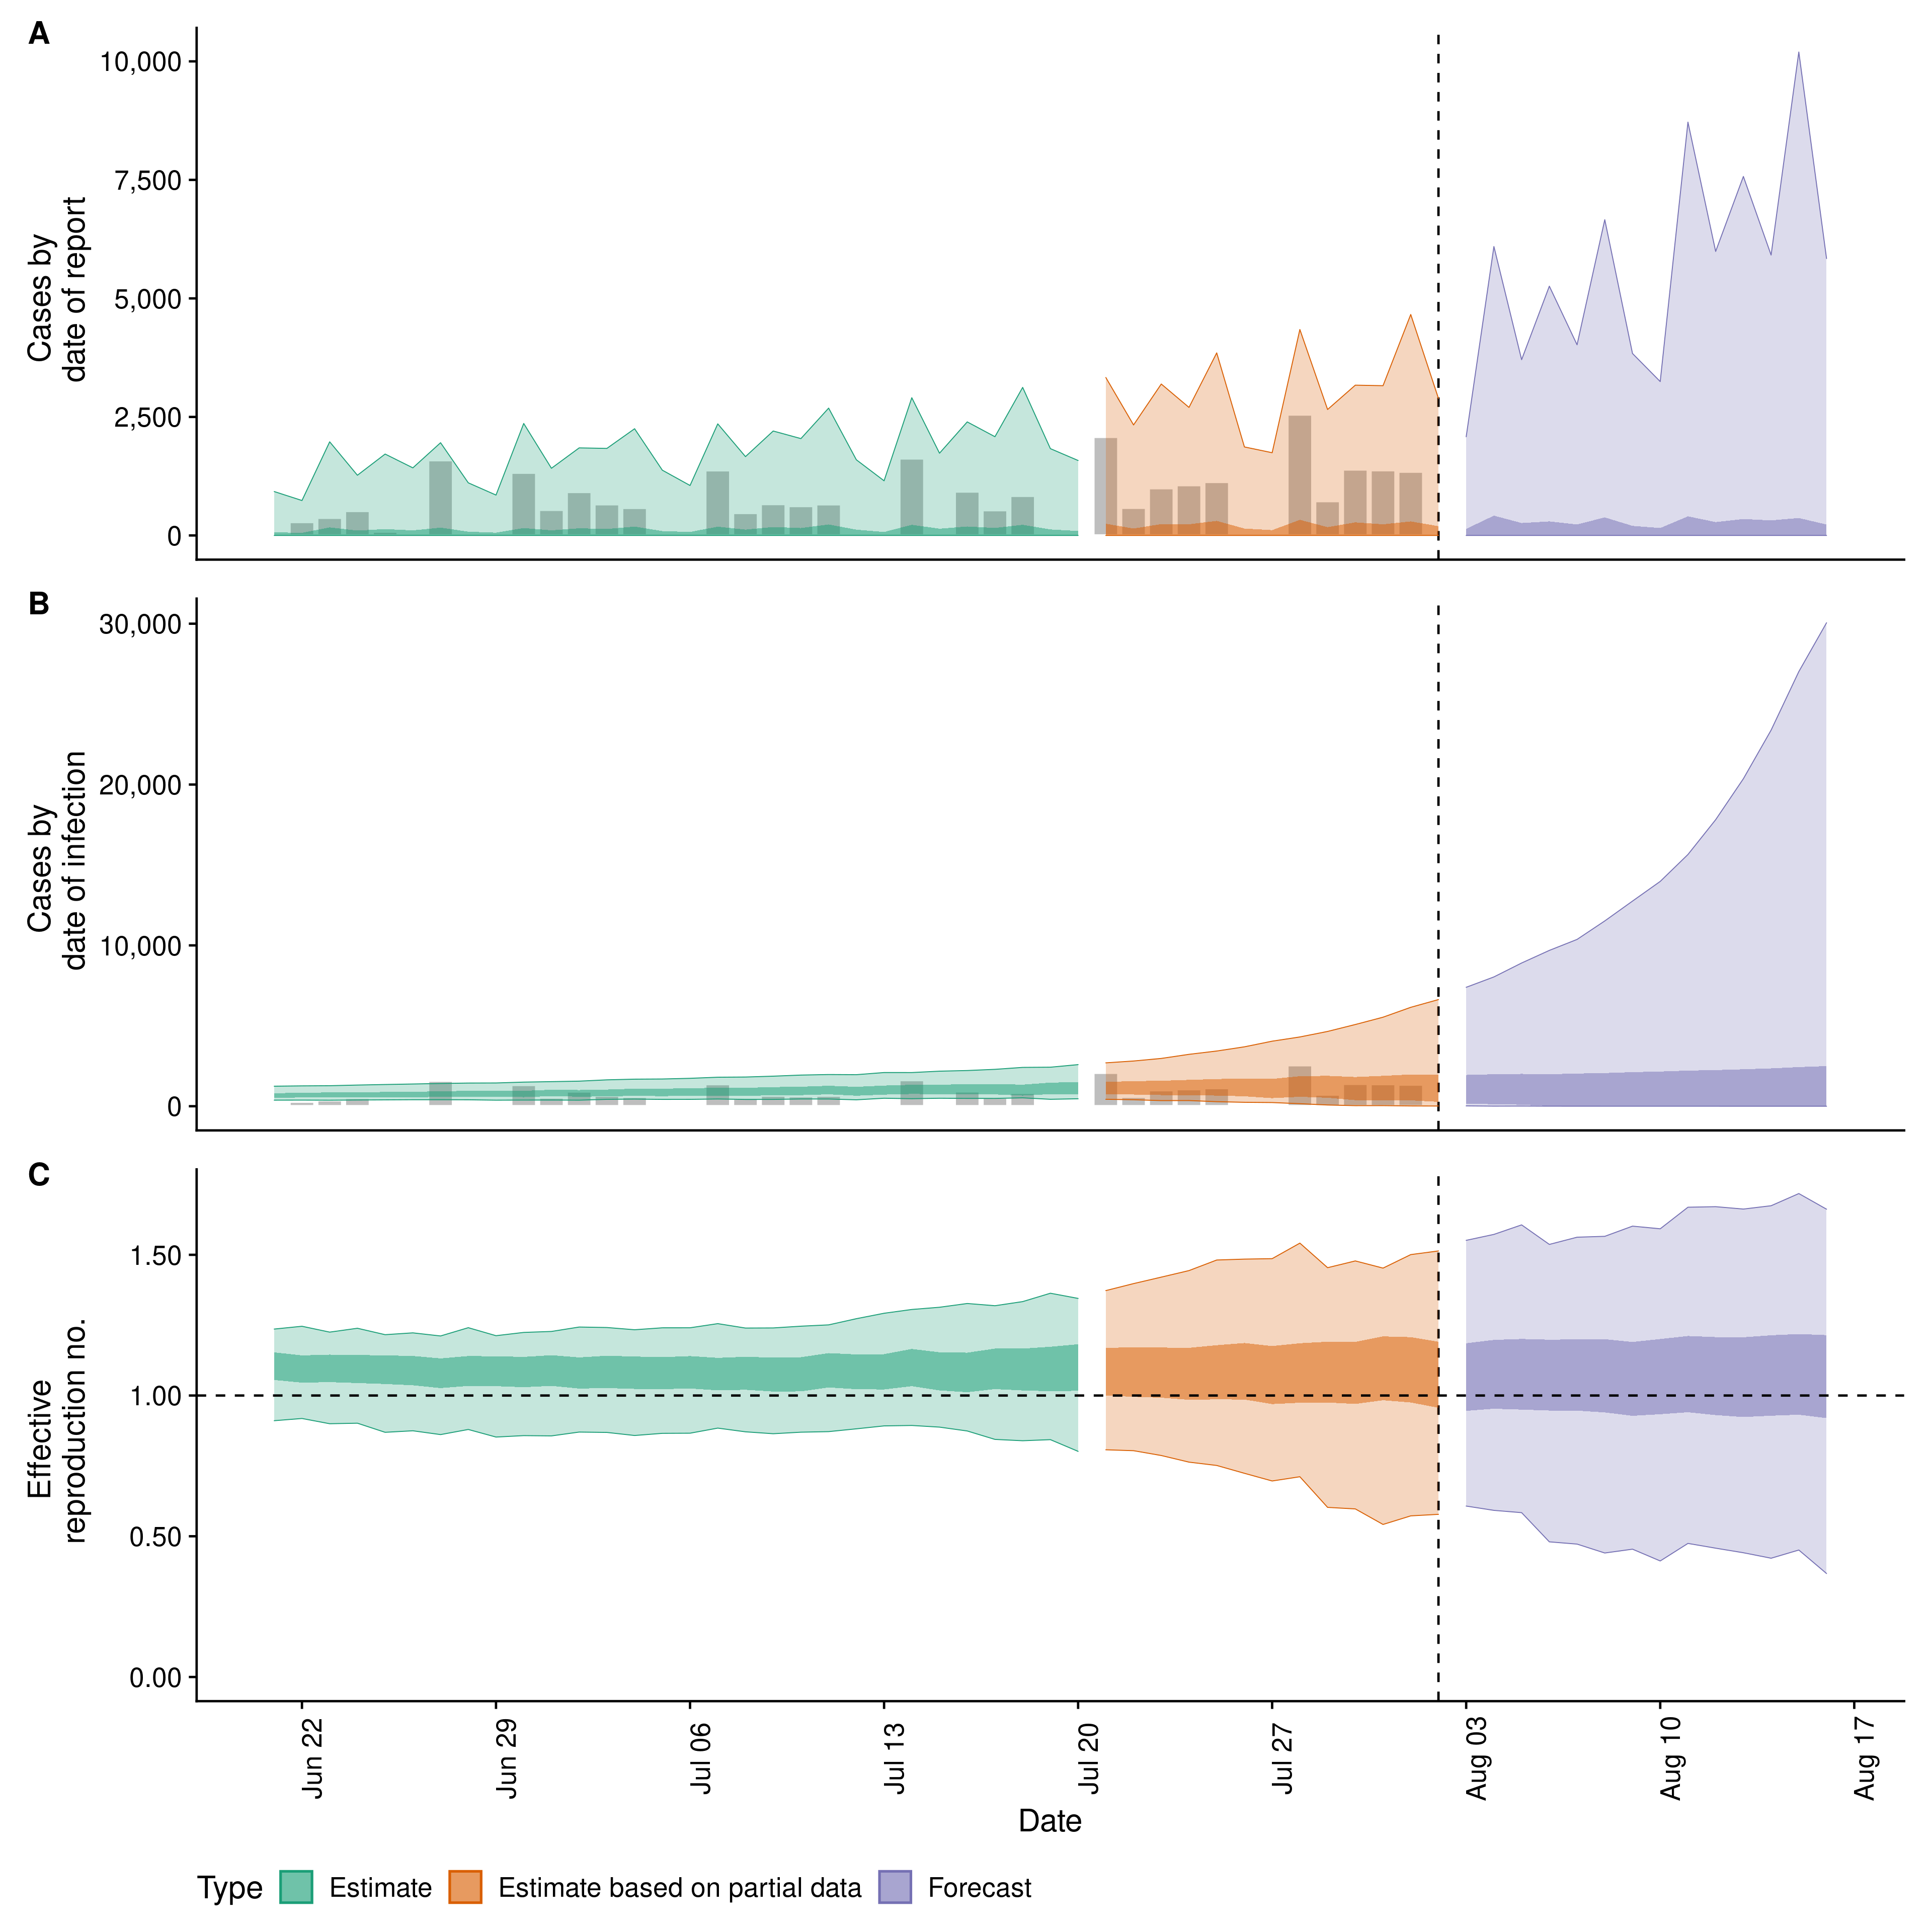 A
10,000
7,500
5,000
2,500
0
Cases by
date of report
B
30,000
20,000
10,000
0
Cases by
date of infection
C
1.50
1.00
0.50
0.00
Effective
reproduction no.
Jun 22
Jun 29
Jul 06
Jul 13
Jul 20
Jul 27
Aug 03
Aug 10
Aug 17
Date
Type Estimate Estimate based on partial data Forecast